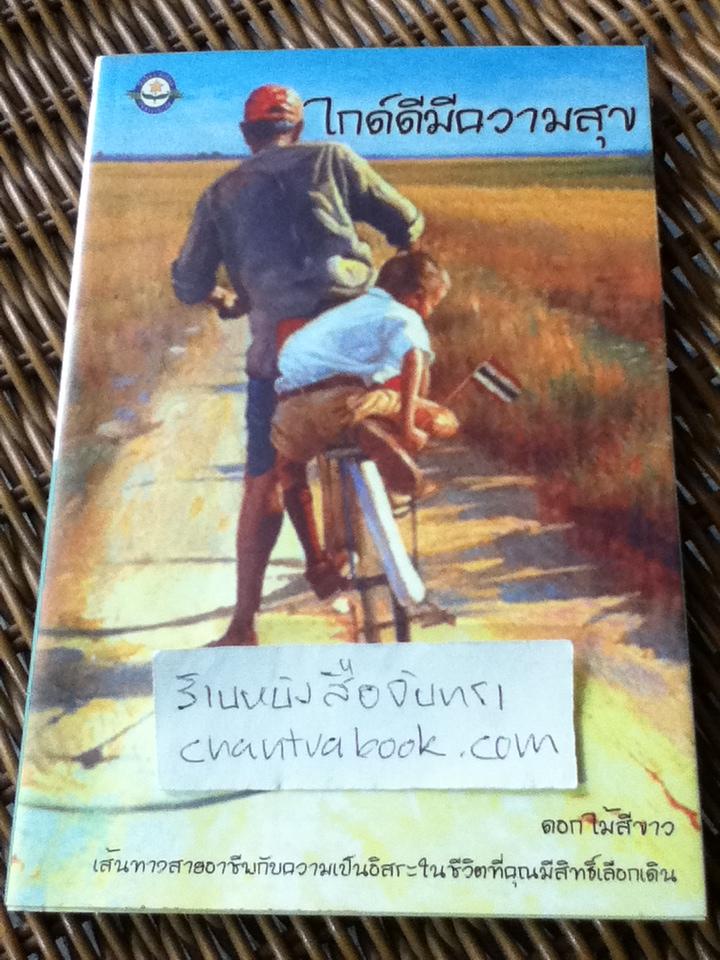 ไกด์ดีมีความสุข
ร้านหนังสือจันทรา
chantrabook.com
ดอกไม้สีขาว
เส้นทางสายอาชีพกับความเป็นอิสระในชีวิตที่คุณมีสิทธิ์เลือกเดิน